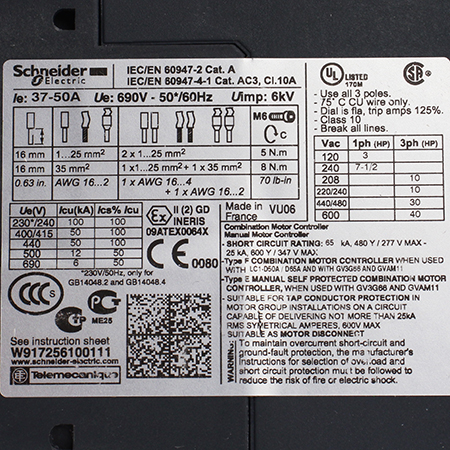 Schneider Electric
IEC/EN 60947-2 Cat. A
IEC/EN 60947-4-1 Cat. AC3, Cl.10A
Ie: 37-50A Ue: 690V - 50*/60Hz Uimp: 6kV
M6
C
16 mm 1...25 mm² 2 x 1...25 mm² 5 N.m
16 mm 35 mm² 1 x1...25 mm² + 1 x 35 mm² 8 N.m
0.63 in. AWG 16...2 1 x AWG 16...4 + 1 x AWG ...2 70 lb-in
Ue(V) Icu(kA) Ics% Icu
230*/240 100 100
400/415 50 100
440 50 100
500 12 50
690 6 50
*230V/50Hz, only for
GB14048.2 and GB14048.4
Ex II (2) GD
INERIS
09ATEX0064X
CE 0080
Made in France VU06
CCC
PC TP ME25
See instruction sheet
W917256100111
www.schneider-electric.com
Telemecanique
UL LISTED
170M
SA
- Use all 3 poles.
- 75° C CU wire only.
- Dial is fla, trip amps 125%.
- Class 10
- Break all lines.
Vac 1ph (HP) 3ph (HP)
120 3
240 7-1/2
208 10
220/240 10
440/480 30
600 40
Combination Motor Controller
Manual Motor Controller
- SHORT CIRCUIT RATING: 65 kA, 480 Y / 277 V MAX -
25 kA, 600 Y / 347 V MAX.
- Type F COMBINATION MOTOR CONTROLLER WHEN USED
WITH LC1-D50A / D65A AND WITH GV3G66 AND GVAM11
- Type E MANUAL SELF PROTECTED COMBINATION MOTOR
CONTROLLER, WHEN USED WITH GV3G66 AND GVAM11
- SUITABLE FOR TAP CONDUCTOR PROTECTION IN
MOTOR GROUP INSTALLATIONS ON A CIRCUIT
CAPABLE OF DELIVERING NOT MORE THAN 25kA
RMS SYMETRICAL AMPERES, 600V MAX
- SUITABLE AS MOTOR DISCONNECT
To maintain overcurrent short-circuit and
ground-fault protection, the manufacturer's
instructions for selection of overload and
short circuit protection must be followed to
reduce the risk of fire or electric shock.